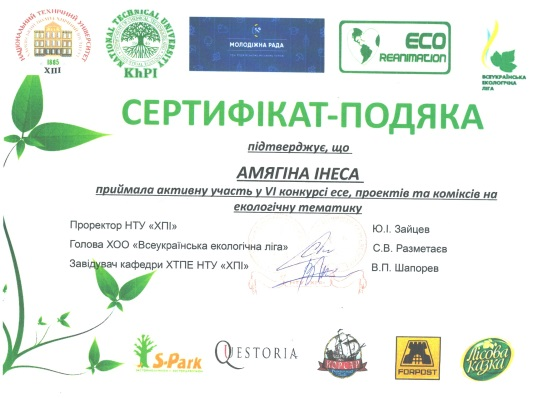 НАЦІОНАЛЬНИЙ ТЕХНІЧНИЙ УНІВЕРСИТЕТ
1885
ХПІ
NATIONAL TECHNICAL UNIVERSITY
KhPI
МОЛОДІЖНА РАДА
ECO
REANIMATION
ВСЕУКРАЇНСЬКА
ЕКОЛОГІЧНА
ЛІГА
СЕРТИФІКАТ-ПОДЯКА
підтверджує, що
АМЯГІНА ІНЕСА
приймала активну участь у VI конкурсі есе, проектів та коміксів на
екологічну тематику
Проректор НТУ «ХПІ» Ю.І. Зайцев
Голова ХОО «Всеукраїнська екологічна ліга» С.В. Разметаєв
Завідувач кафедри ХТПЕ НТУ «ХПІ» В.П. Шапорев
S-Park
QUESTORIA
FORPOST
Лісова
казка